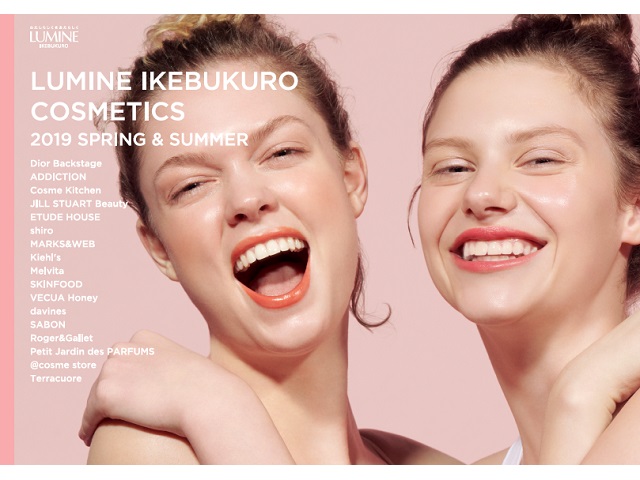 LUMINE
IKEBUKURO
LUMINE IKEBUKURO
COSMETICS
2019 SPRING & SUMMER
Dior Backstage
ADDICTION
Cosme Kitchen
JILL STUART Beauty
ETUDE HOUSE
shiro
MARKS&WEB
Kiehl's
Melvita
SKINFOOD
VECUA Honey
davines
SABON
Roger&Gallet
Petit Jardin des PARFUMS
@cosme store
Terracuore